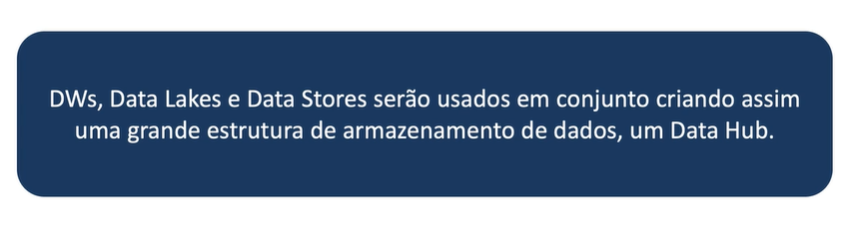 DWs, Data Lakes e Data Stores serão usados em conjunto criando assim
uma grande estrutura de armazenamento de dados, um Data Hub.